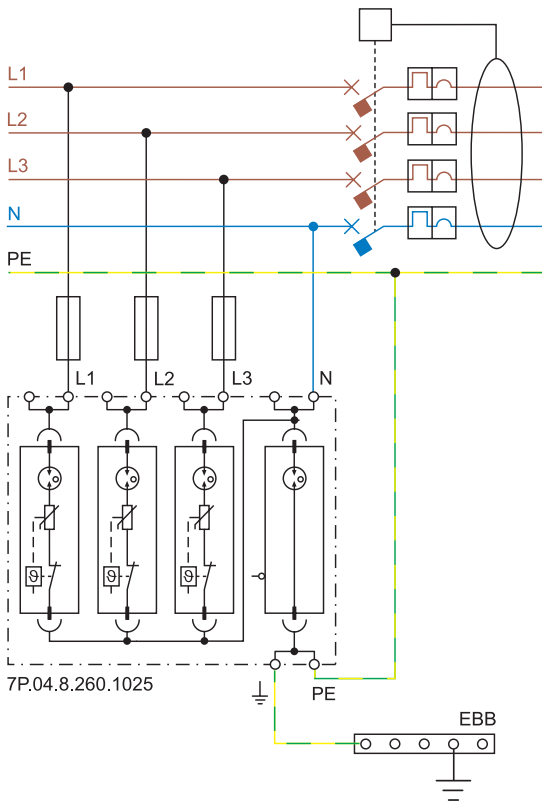 L1
L2
L3
N
PE
L1 L2 L3 N
ϑ ϑ ϑ
7P.04.8.260.1025
PE
EBB